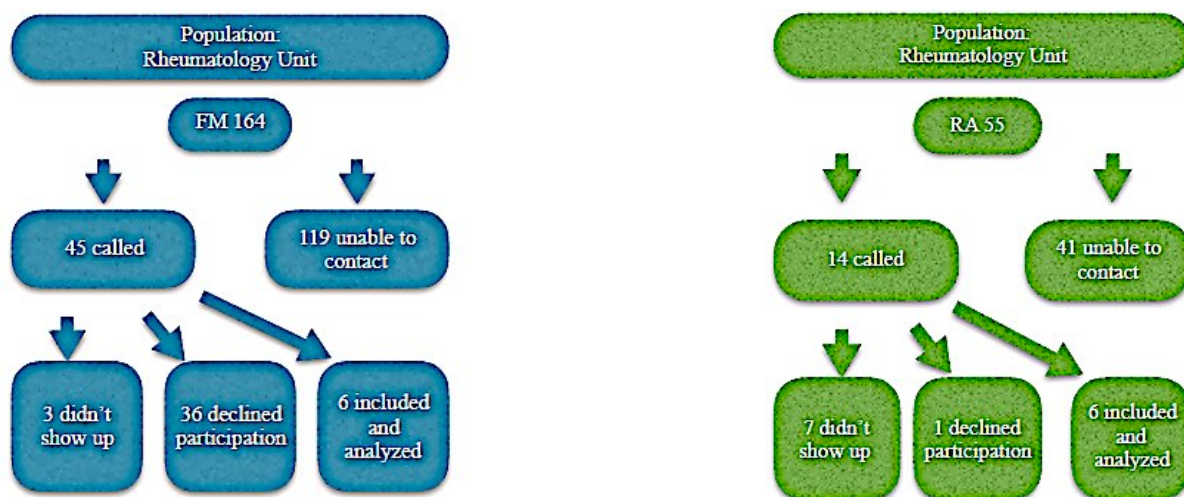 Population:
Rheumatology Unit
FM 164
45 called
119 unable to
contact
3 didn’t
show up
36 declined
participation
6 included
and
analyzed
Population:
Rheumatology Unit
RA 55
14 called
41 unable to
contact
7 didn’t
show up
1 declined
participation
6 included
and
analyzed